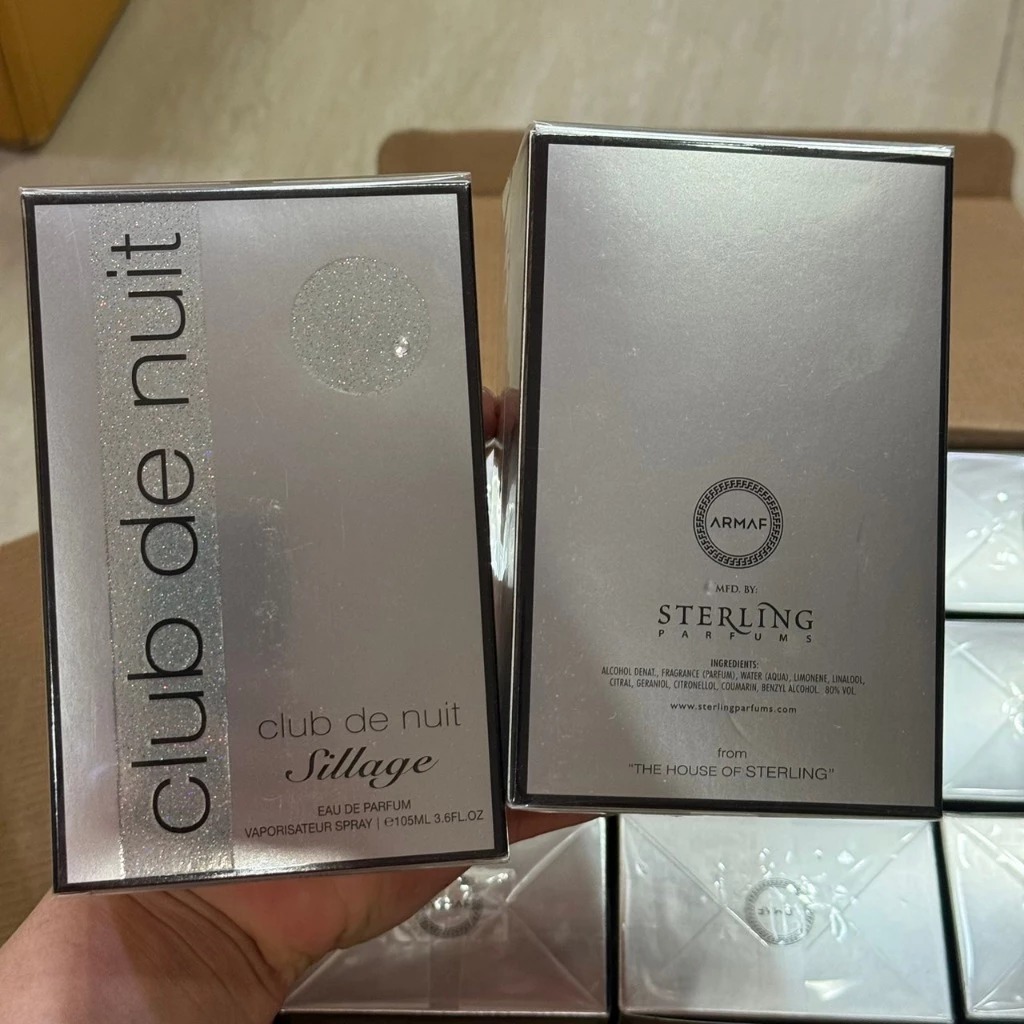 club de nuit
club de nuit
Sillage
EAU DE PARFUM
VAPORISATEUR SPRAY | ℮105ML 3.6FL.OZ
ARMAF
MFD. BY:
STERLING
PARFUMS
INGREDIENTS:
ALCOHOL DENAT., FRAGRANCE (PARFUM), WATER (AQUA), LIMONENE, LINALOOL,
CITRAL, GERANIOL, CITRONELLOL, COUMARIN, BENZYL ALCOHOL. 80% VOL
www.sterlingparfums.com
from
"THE HOUSE OF STERLING"